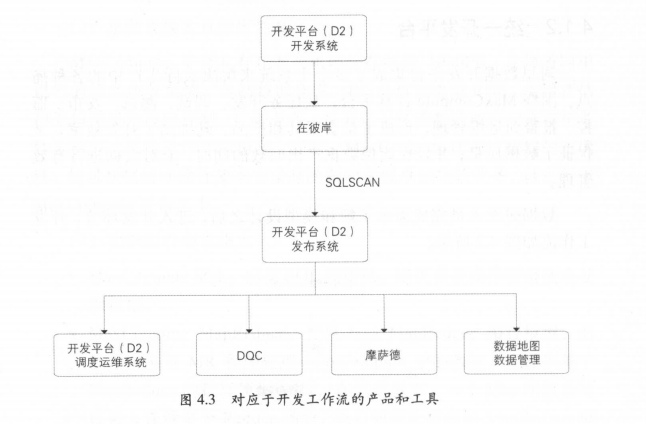 开发平台（D2）
开发系统
在彼岸
SQLSCAN
开发平台（D2）
发布系统
开发平台（D2）
调度运维系统
DQC
摩萨德
数据地图
数据管理
图 4.3 对应于开发工作流的产品和工具